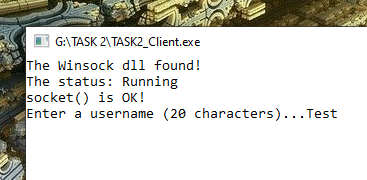 G:\TASK 2\TASK2_Client.exe
The Winsock dll found!
The status: Running
socket() is OK!
Enter a username (20 characters)...Test